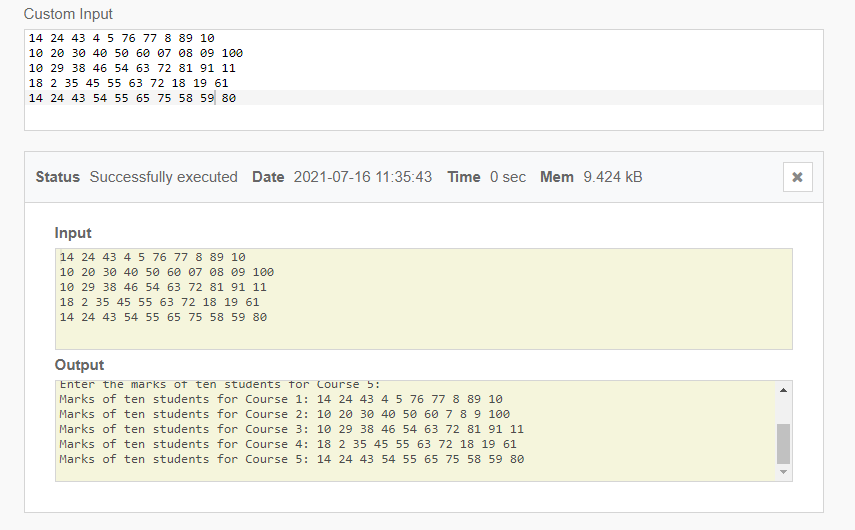 Custom Input
14 24 43 4 5 76 77 8 89 10
10 20 30 40 50 60 07 08 09 100
10 29 38 46 54 63 72 81 91 11
18 2 35 45 55 63 72 18 19 61
14 24 43 54 55 65 75 58 59 80
Status Successfully executed Date 2021-07-16 11:35:43 Time 0 sec Mem 9.424 kB
Input
14 24 43 4 5 76 77 8 89 10
10 20 30 40 50 60 07 08 09 100
10 29 38 46 54 63 72 81 91 11
18 2 35 45 55 63 72 18 19 61
14 24 43 54 55 65 75 58 59 80
Output
Enter the marks of ten students for Course 5:
Marks of ten students for Course 1: 14 24 43 4 5 76 77 8 89 10
Marks of ten students for Course 2: 10 20 30 40 50 60 7 8 9 100
Marks of ten students for Course 3: 10 29 38 46 54 63 72 81 91 11
Marks of ten students for Course 4: 18 2 35 45 55 63 72 18 19 61
Marks of ten students for Course 5: 14 24 43 54 55 65 75 58 59 80